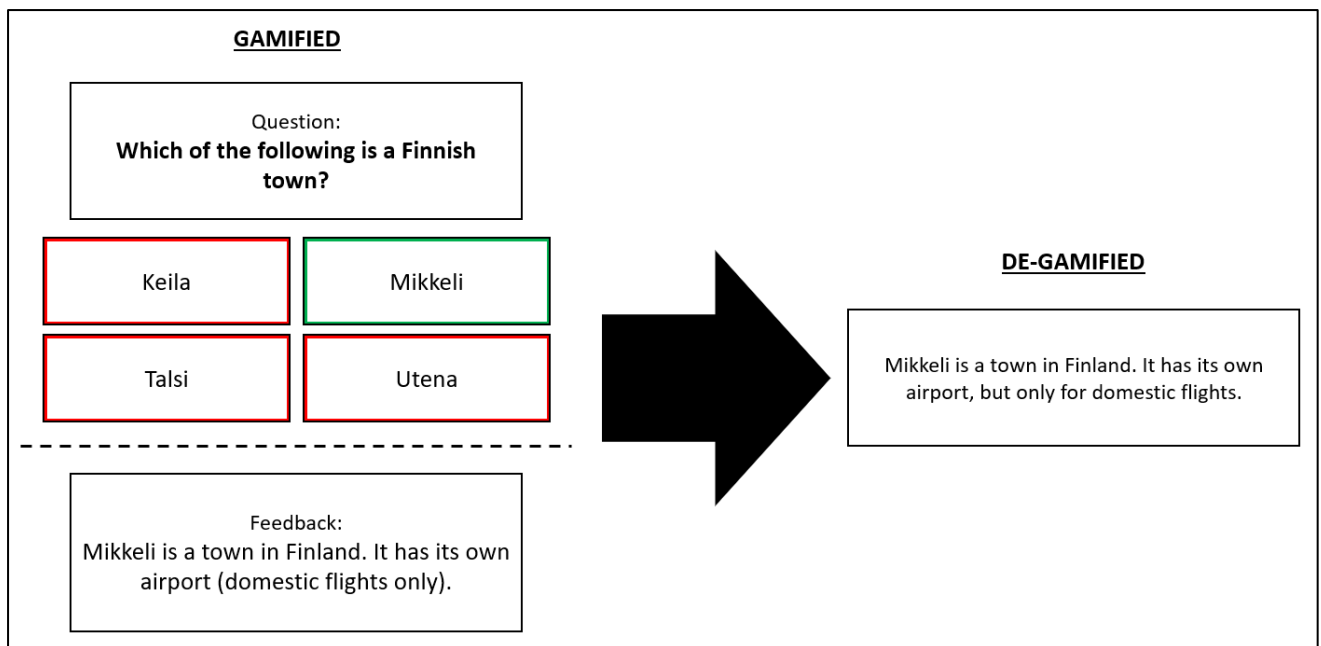 GAMIFIED
Question:
Which of the following is a Finnish
town?
Keila
Mikkeli
Talsi
Utena
Feedback:
Mikkeli is a town in Finland. It has its own
airport (domestic flights only).
DE-GAMIFIED
Mikkeli is a town in Finland. It has its own
airport, but only for domestic flights.